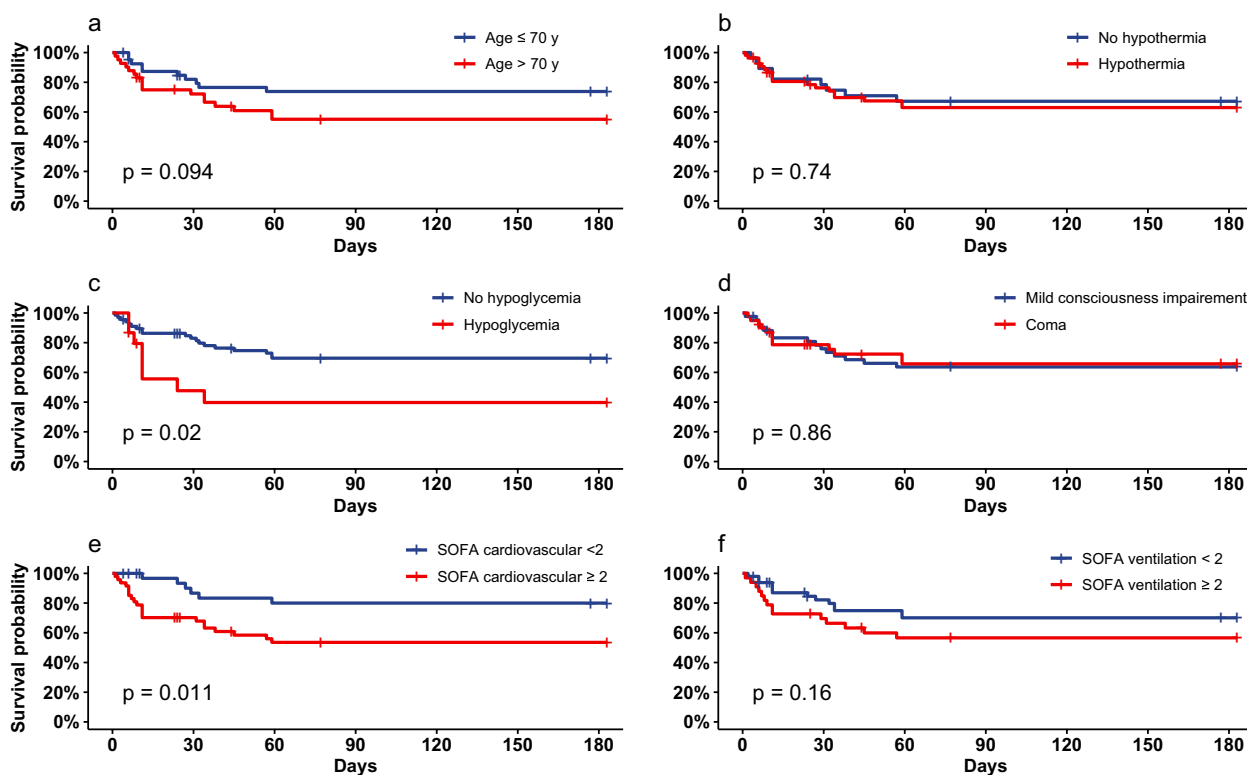 a
Age ≤ 70 y
Age > 70 y
Survival probability
100%
80%
60%
40%
20%
0%
p = 0.094
0 30 60 90 120 150 180
Days
b
No hypothermia
Hypothermia
100%
80%
60%
40%
20%
0%
p = 0.74
0 30 60 90 120 150 180
Days
c
No hypoglycemia
Hypoglycemia
Survival probability
100%
80%
60%
40%
20%
0%
p = 0.02
0 30 60 90 120 150 180
Days
d
Mild consciousness impairement
Coma
100%
80%
60%
40%
20%
0%
p = 0.86
0 30 60 90 120 150 180
Days
e
SOFA cardiovascular <2
SOFA cardiovascular ≥ 2
Survival probability
100%
80%
60%
40%
20%
0%
p = 0.011
0 30 60 90 120 150 180
Days
f
SOFA ventilation < 2
SOFA ventilation ≥ 2
100%
80%
60%
40%
20%
0%
p = 0.16
0 30 60 90 120 150 180
Days